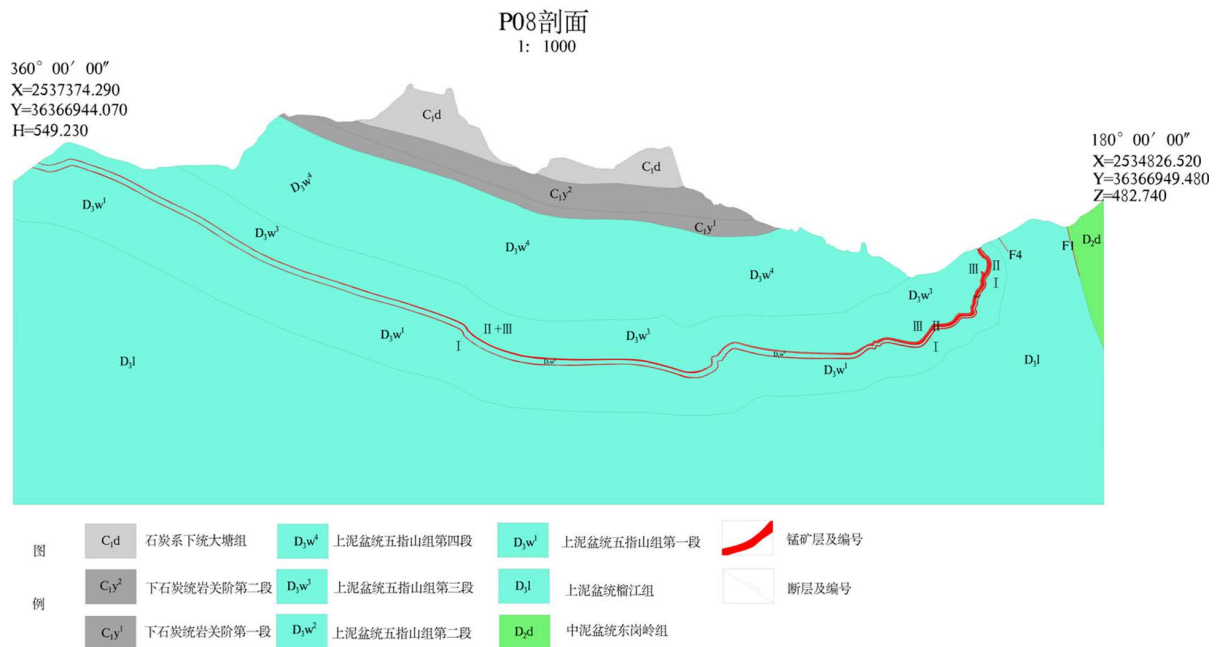 P08剖面
1: 1000
360° 00′ 00″
X=2537374.290
Y=36366944.070
H=549.230
180° 00′ 00″
X=2534826.520
Y=36366949.480
Z=482.740
C₁d
C₁d
C₁y²
C₁y¹
D₃w⁴
D₃w⁴
D₃w⁴
D₃w¹
D₃w³
D₃w³
D₃w³
D₂d
F1
F4
Ⅲ Ⅱ
Ⅰ
Ⅱ+Ⅲ
Ⅲ Ⅱ
Ⅰ
D₃w¹
Ⅰ
D₃w²
D₃w²
D₃w¹
D₃l
D₃l
图
例
C₁d 石炭系下统大塘组
D₃w⁴ 上泥盆统五指山组第四段
D₃w¹ 上泥盆统五指山组第一段
锰矿层及编号
C₁y² 下石炭统岩关阶第二段
D₃w³ 上泥盆统五指山组第三段
D₃l 上泥盆统榴江组
断层及编号
C₁y¹ 下石炭统岩关阶第一段
D₃w² 上泥盆统五指山组第二段
D₂d 中泥盆统东岗岭组